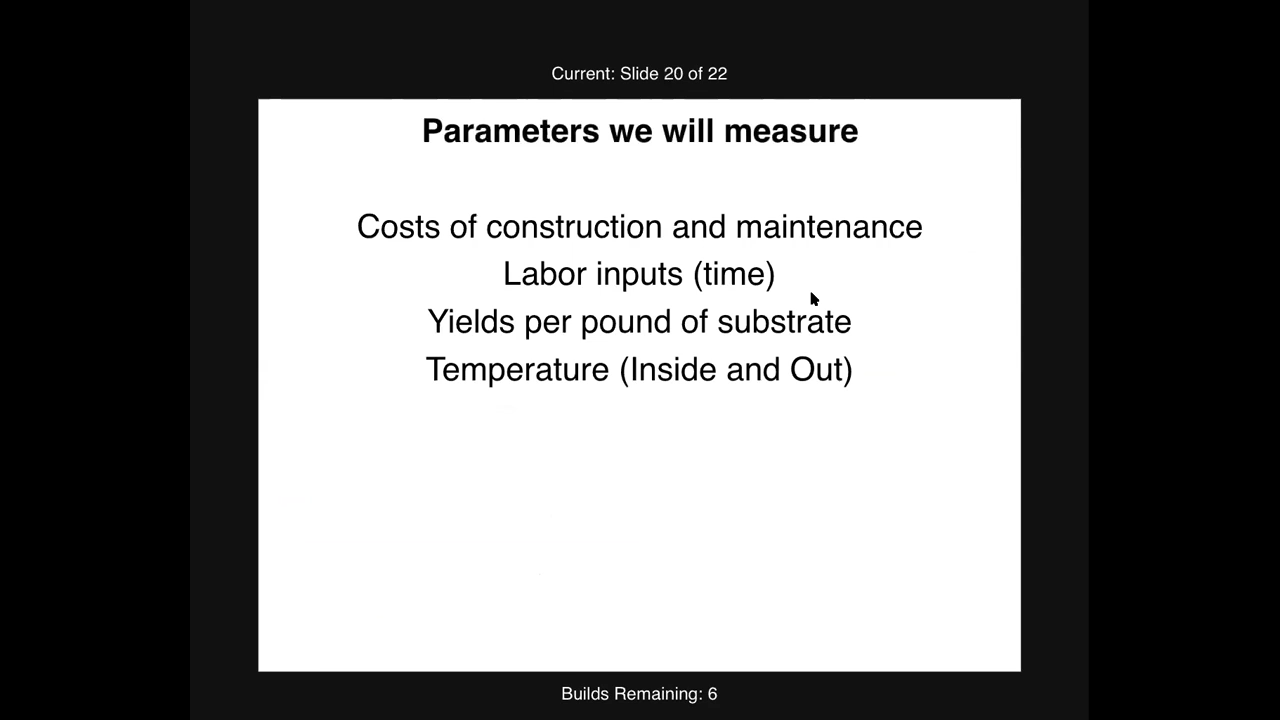 Current: Slide 20 of 22
Parameters we will measure
Costs of construction and maintenance
Labor inputs (time)
Yields per pound of substrate
Temperature (Inside and Out)
Builds Remaining: 6